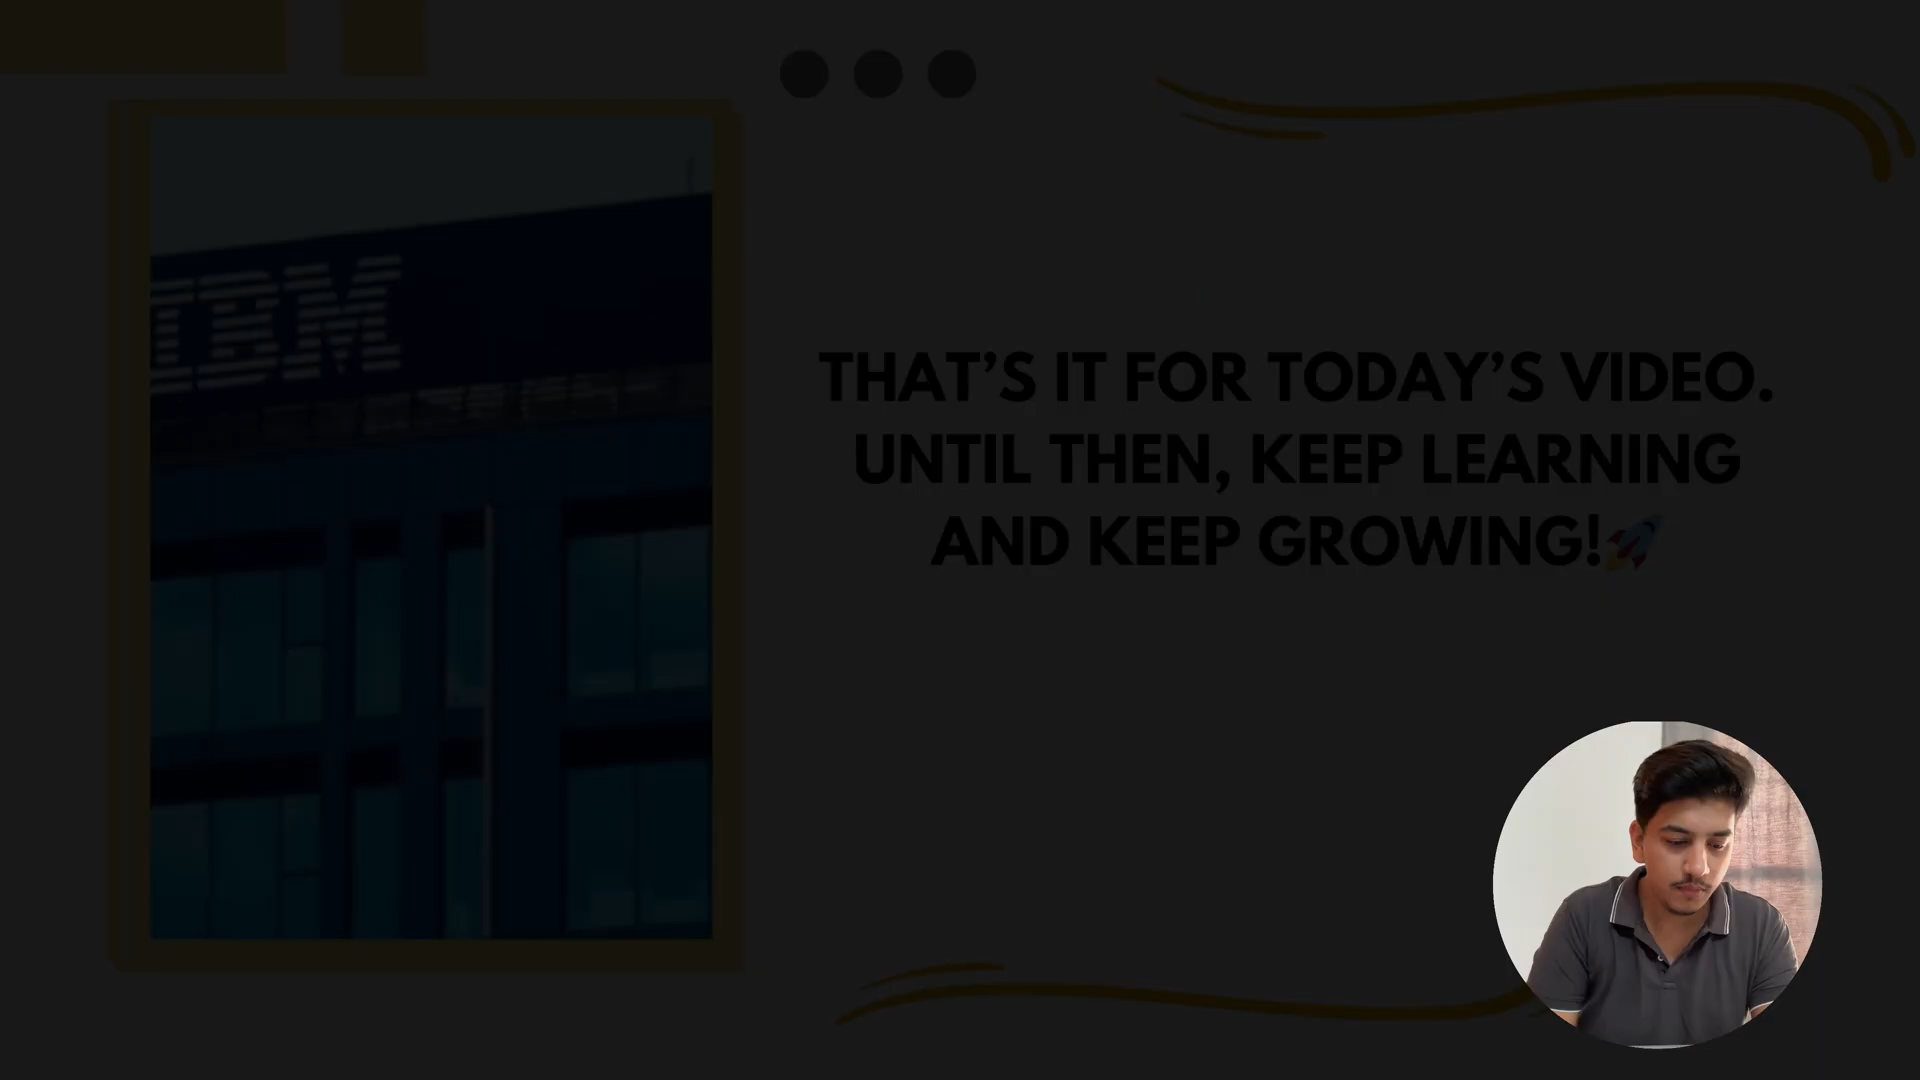 IBM
THAT’S IT FOR TODAY’S VIDEO.
UNTIL THEN, KEEP LEARNING
AND KEEP GROWING!🚀